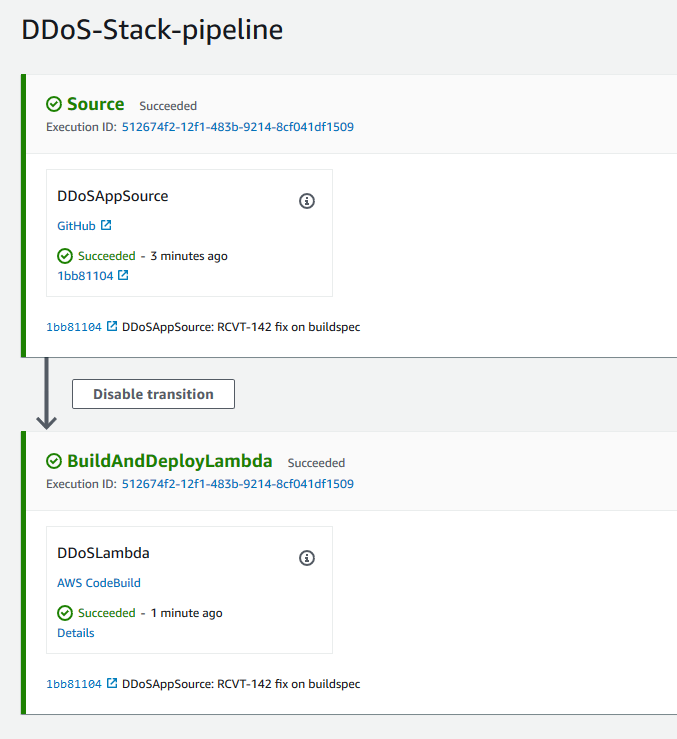 DDoS-Stack-pipeline
Source Succeeded
Execution ID: 512674f2-12f1-483b-9214-8cf041df1509
DDoSAppSource
GitHub
Succeeded - 3 minutes ago
1bb81104
1bb81104 DDoSAppSource: RCVT-142 fix on buildspec
Disable transition
BuildAndDeployLambda Succeeded
Execution ID: 512674f2-12f1-483b-9214-8cf041df1509
DDoSLambda
AWS CodeBuild
Succeeded - 1 minute ago
Details
1bb81104 DDoSAppSource: RCVT-142 fix on buildspec